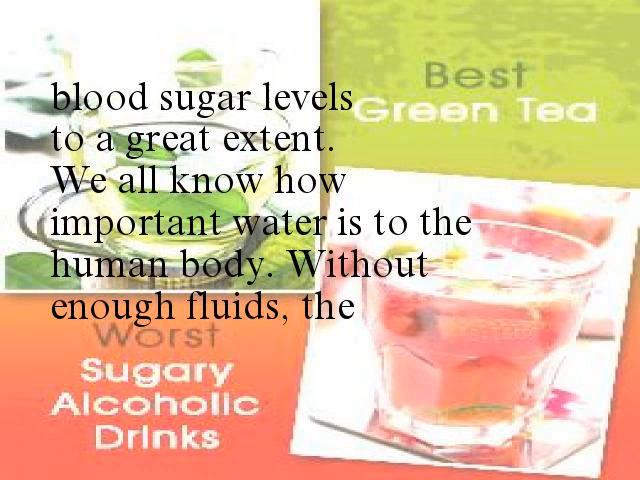 blood sugar levels
to a great extent.
We all know how
important water is to the
human body. Without
enough fluids, the
Best
Green Tea
Worst
Sugary
Alcoholic
Drinks